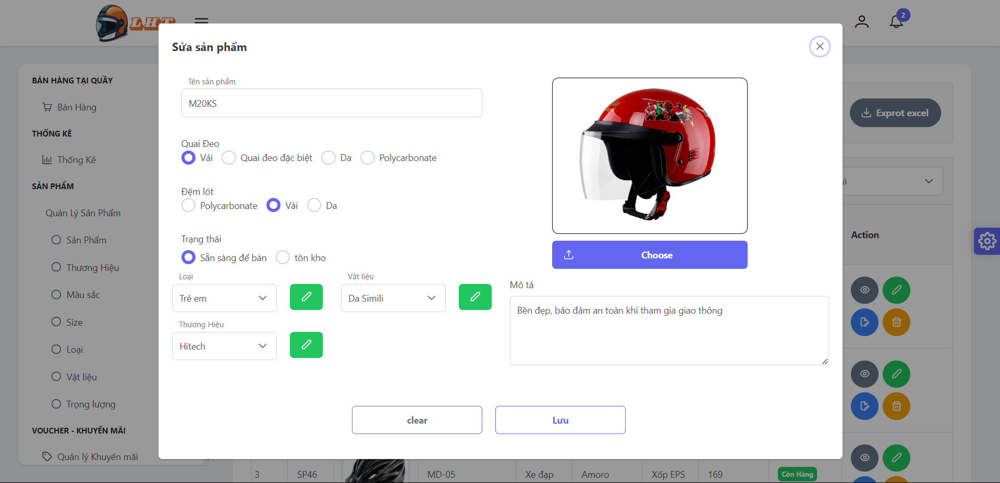 LHT
2
BÁN HÀNG TẠI QUẦY
Bán Hàng
THỐNG KÊ
Thống Kê
SẢN PHẨM
Quản Lý Sản Phẩm
Sản Phẩm
Thương Hiệu
Màu sắc
Size
Loại
Vật liệu
Trọng lượng
VOUCHER - KHUYẾN MÃI
Quản lý Khuyến mãi
Sửa sản phẩm
Tên sản phẩm
M20KS
Quai Đeo
Vải Quai đeo đặc biệt Da Polycarbonate
Đệm lót
Polycarbonate Vải Da
Trạng thái
Sẵn sàng để bán tồn kho
Loại Vật liệu
Trẻ em Da Simili
Thương Hiệu
Hitech
Choose
Mô tả
Bền đẹp, bảo đảm an toàn khi tham gia giao thông
clear Lưu
Exprot excel
Action
3 SP46 MD-05 Xe đạp Amoro Xốp EPS 169 Còn Hàng